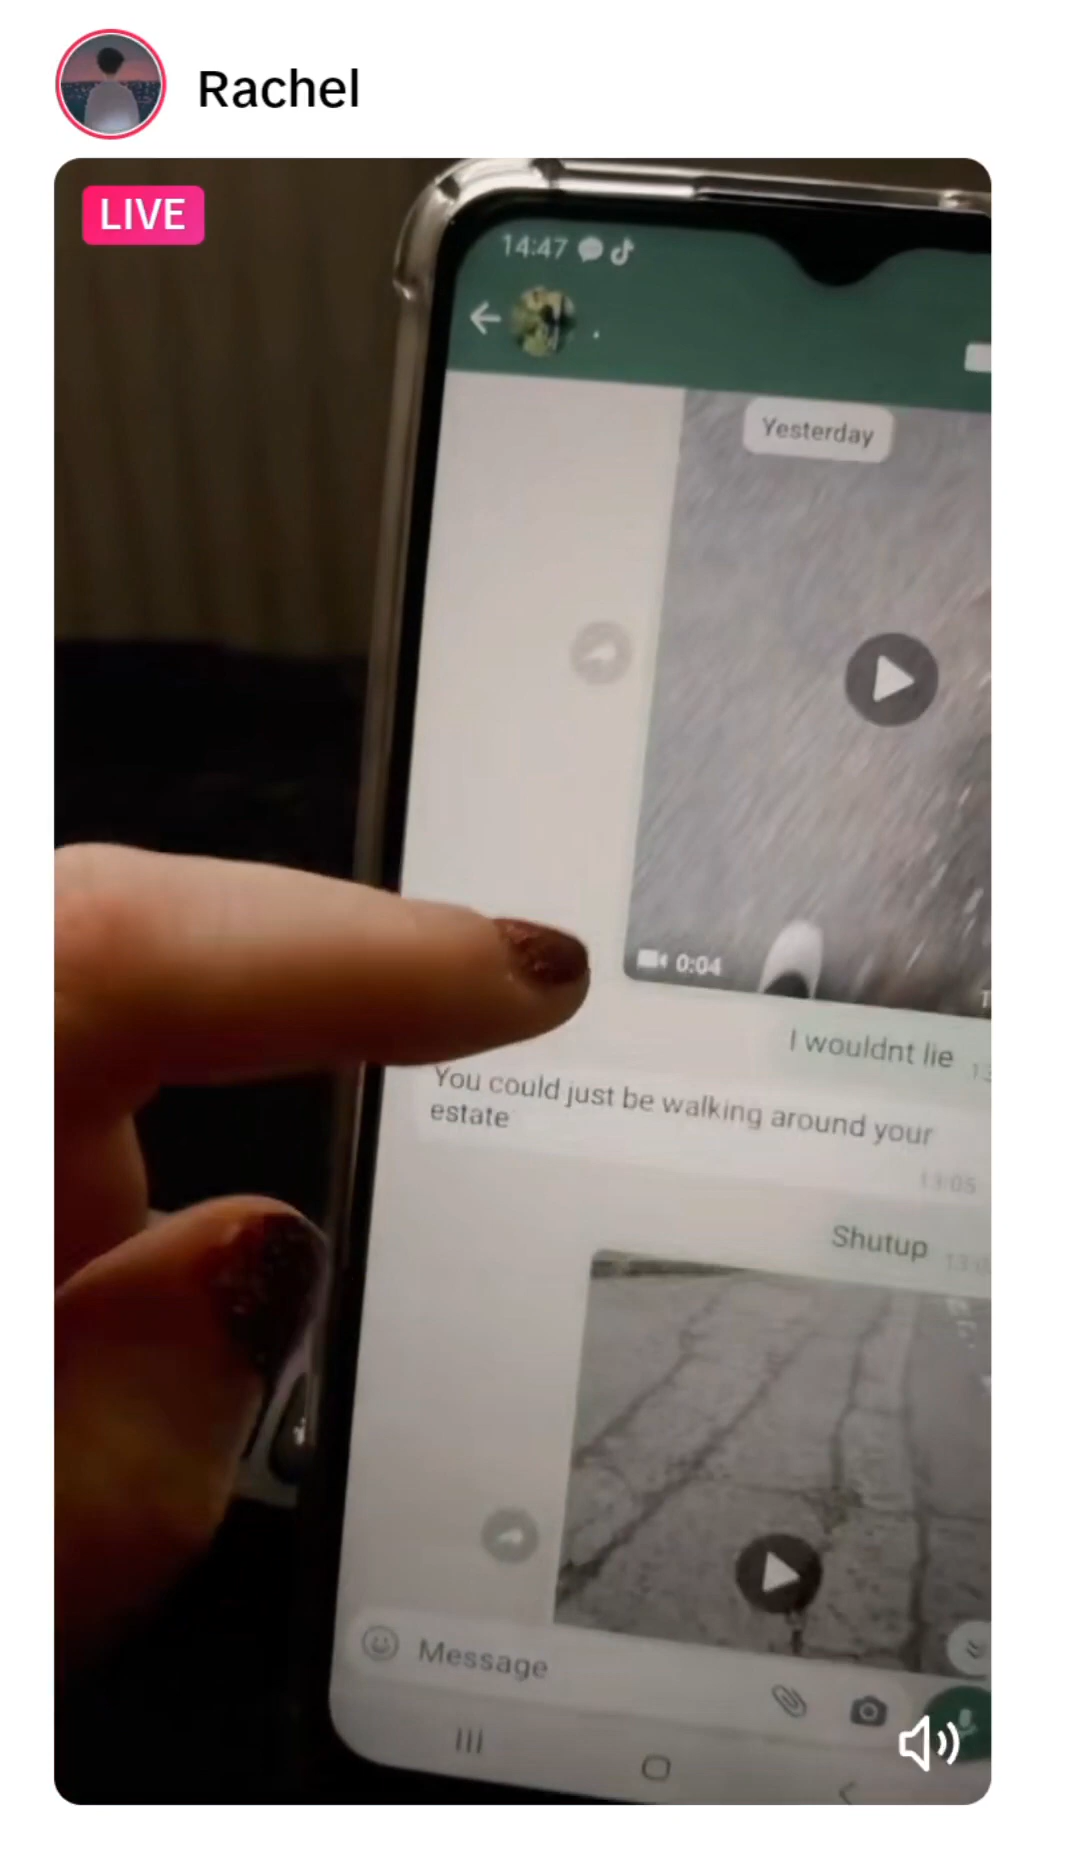 Rachel
LIVE
14:47
.
Yesterday
0:04
I wouldnt lie
You could just be walking around your
estate
13:05
Shutup
Message